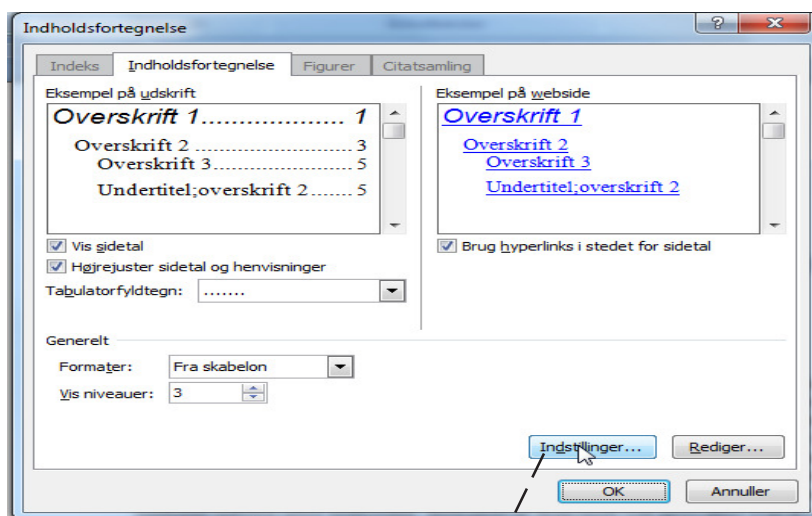 Indholdsfortegnelse
Indeks Indholdsfortegnelse Figurer Citatsamling
Eksempel på udskrift
Overskrift 1................... 1
Overskrift 2 ....................... 3
Overskrift 3..................... 5
Undertitel;overskrift 2...... 5
Vis sidetal
Højrejuster sidetal og henvisninger
Tabulatorfyldtegn: .......
Eksempel på webside
Overskrift 1
Overskrift 2
Overskrift 3
Undertitel;overskrift 2
Brug hyperlinks i stedet for sidetal
Generelt
Formater: Fra skabelon
Vis niveauer: 3
Indstillinger... Rediger...
OK Annuller